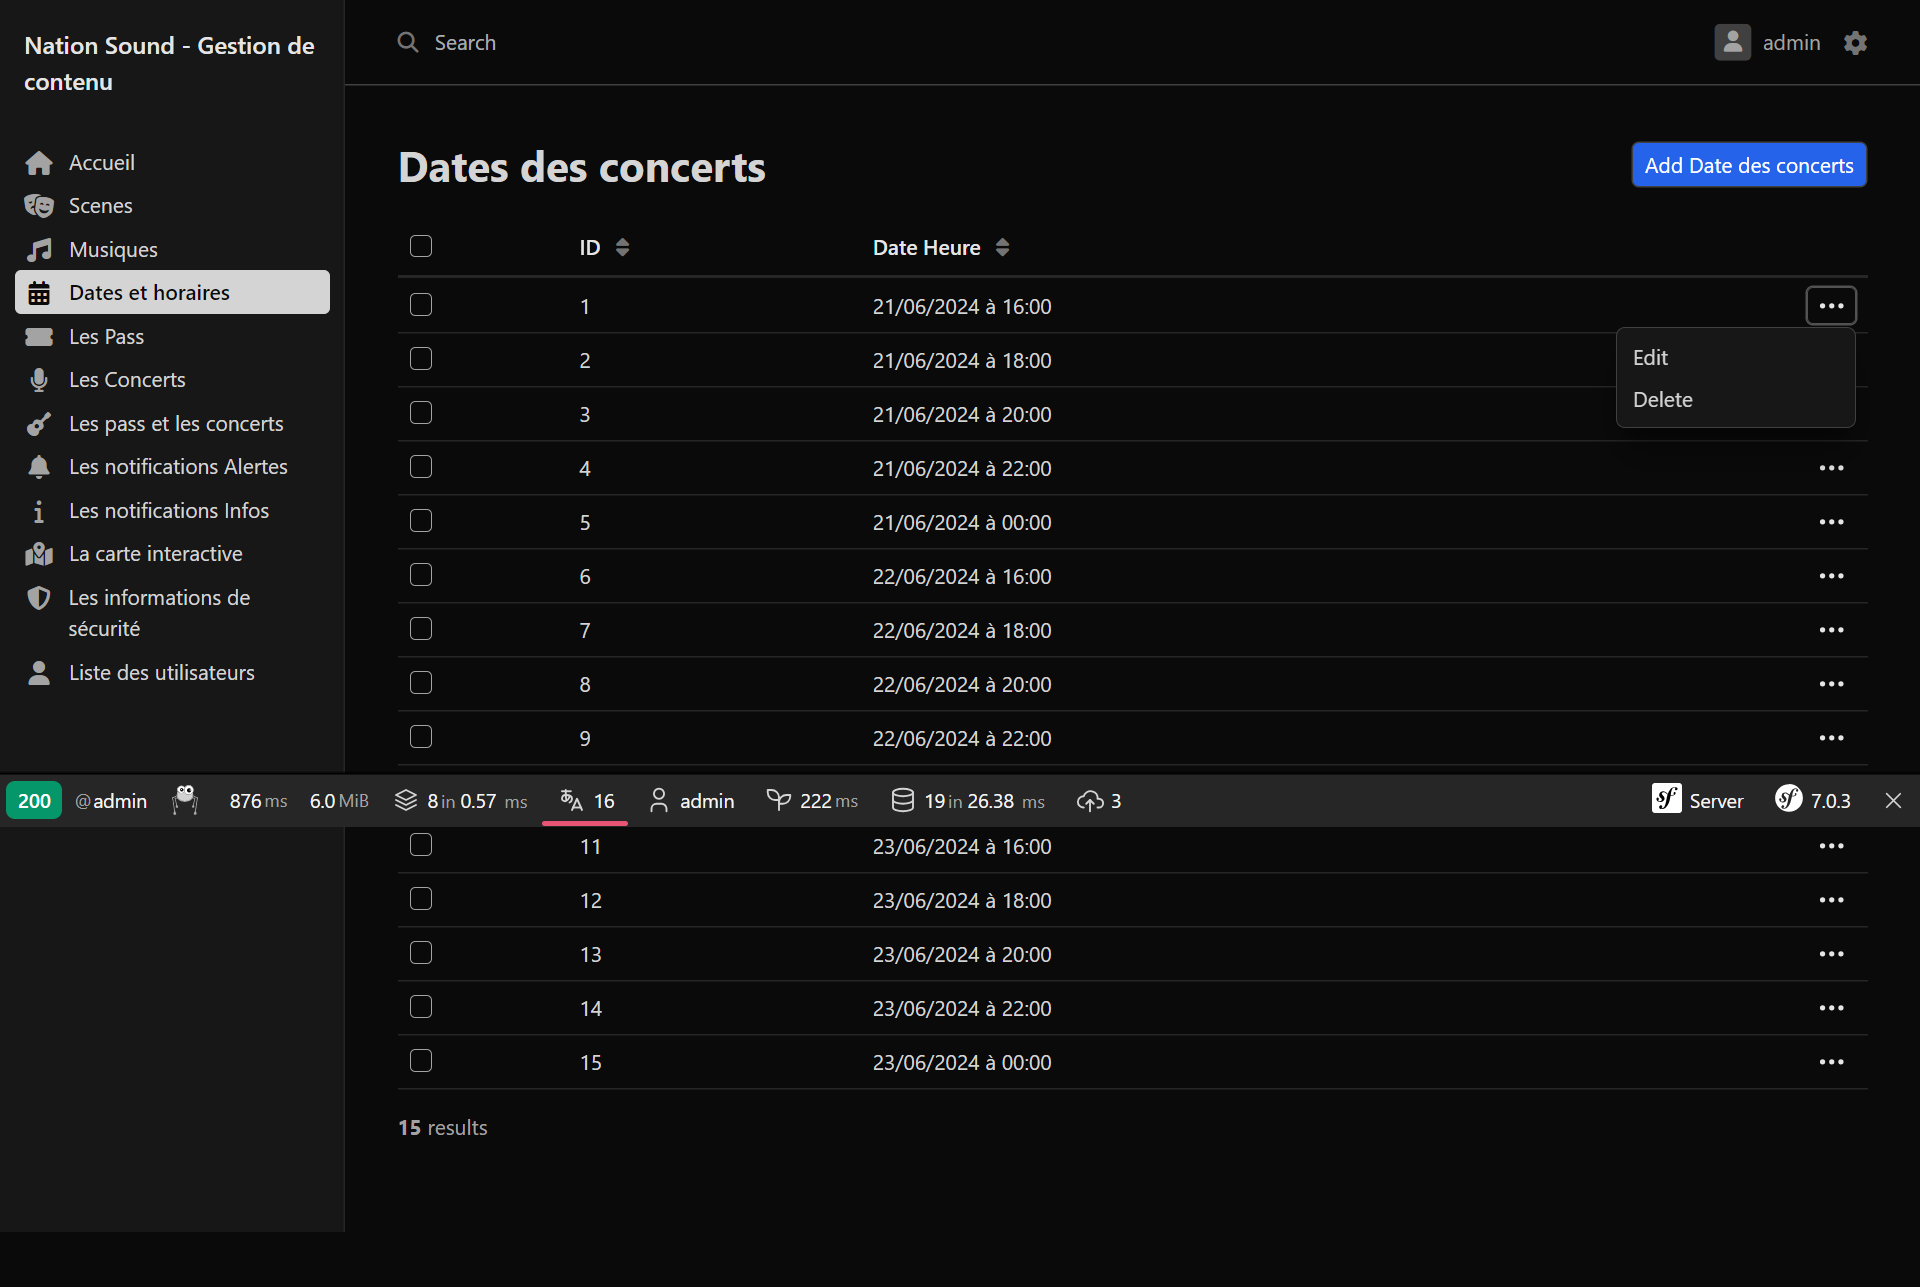 Nation Sound - Gestion de
contenu
Search
admin
Accueil
Scenes
Musiques
Dates et horaires
Les Pass
Les Concerts
Les pass et les concerts
Les notifications Alertes
Les notifications Infos
La carte interactive
Les informations de
sécurité
Liste des utilisateurs
Dates des concerts
Add Date des concerts
ID Date Heure
1 21/06/2024 à 16:00
Edit
Delete
2 21/06/2024 à 18:00
3 21/06/2024 à 20:00
4 21/06/2024 à 22:00
5 21/06/2024 à 00:00
6 22/06/2024 à 16:00
7 22/06/2024 à 18:00
8 22/06/2024 à 20:00
9 22/06/2024 à 22:00
200 @admin 876 ms 6.0 MiB 8 in 0.57 ms 16 admin 222 ms 19 in 26.38 ms 3 Server 7.0.3
11 23/06/2024 à 16:00
12 23/06/2024 à 18:00
13 23/06/2024 à 20:00
14 23/06/2024 à 22:00
15 23/06/2024 à 00:00
15 results